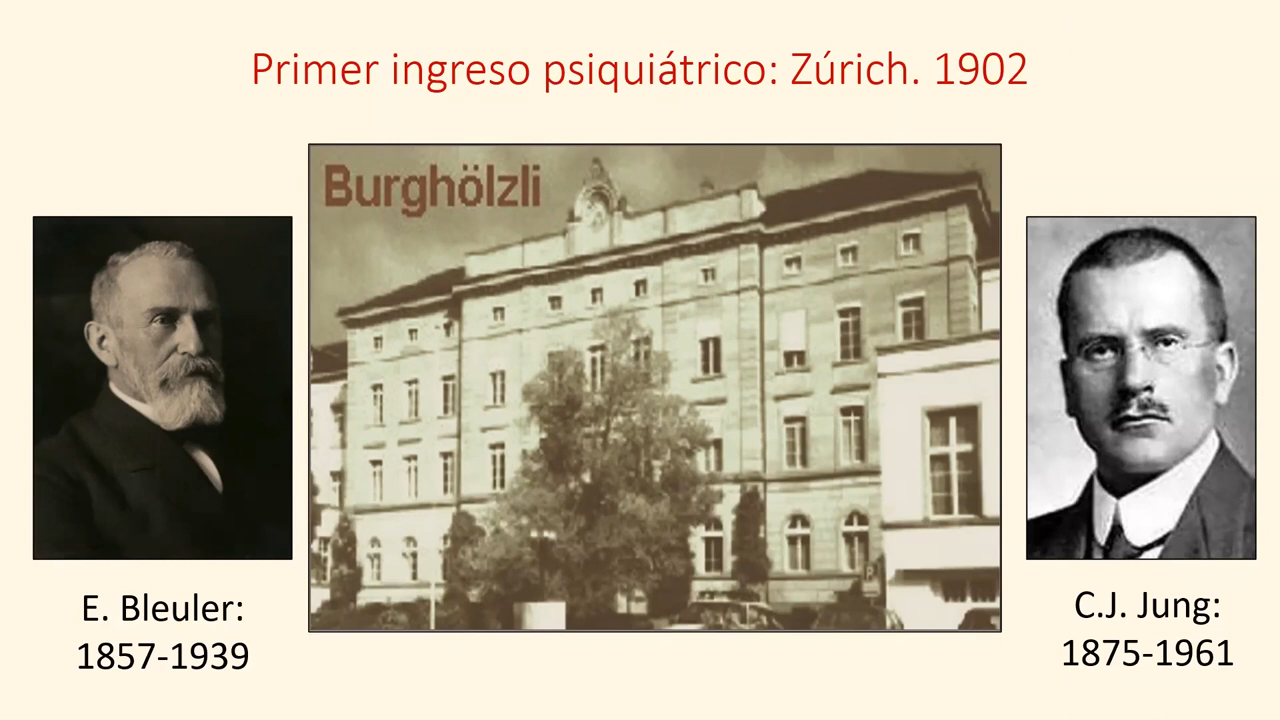 Primer ingreso psiquiátrico: Zúrich. 1902
Burghölzli
E. Bleuler:
1857-1939
C.J. Jung:
1875-1961